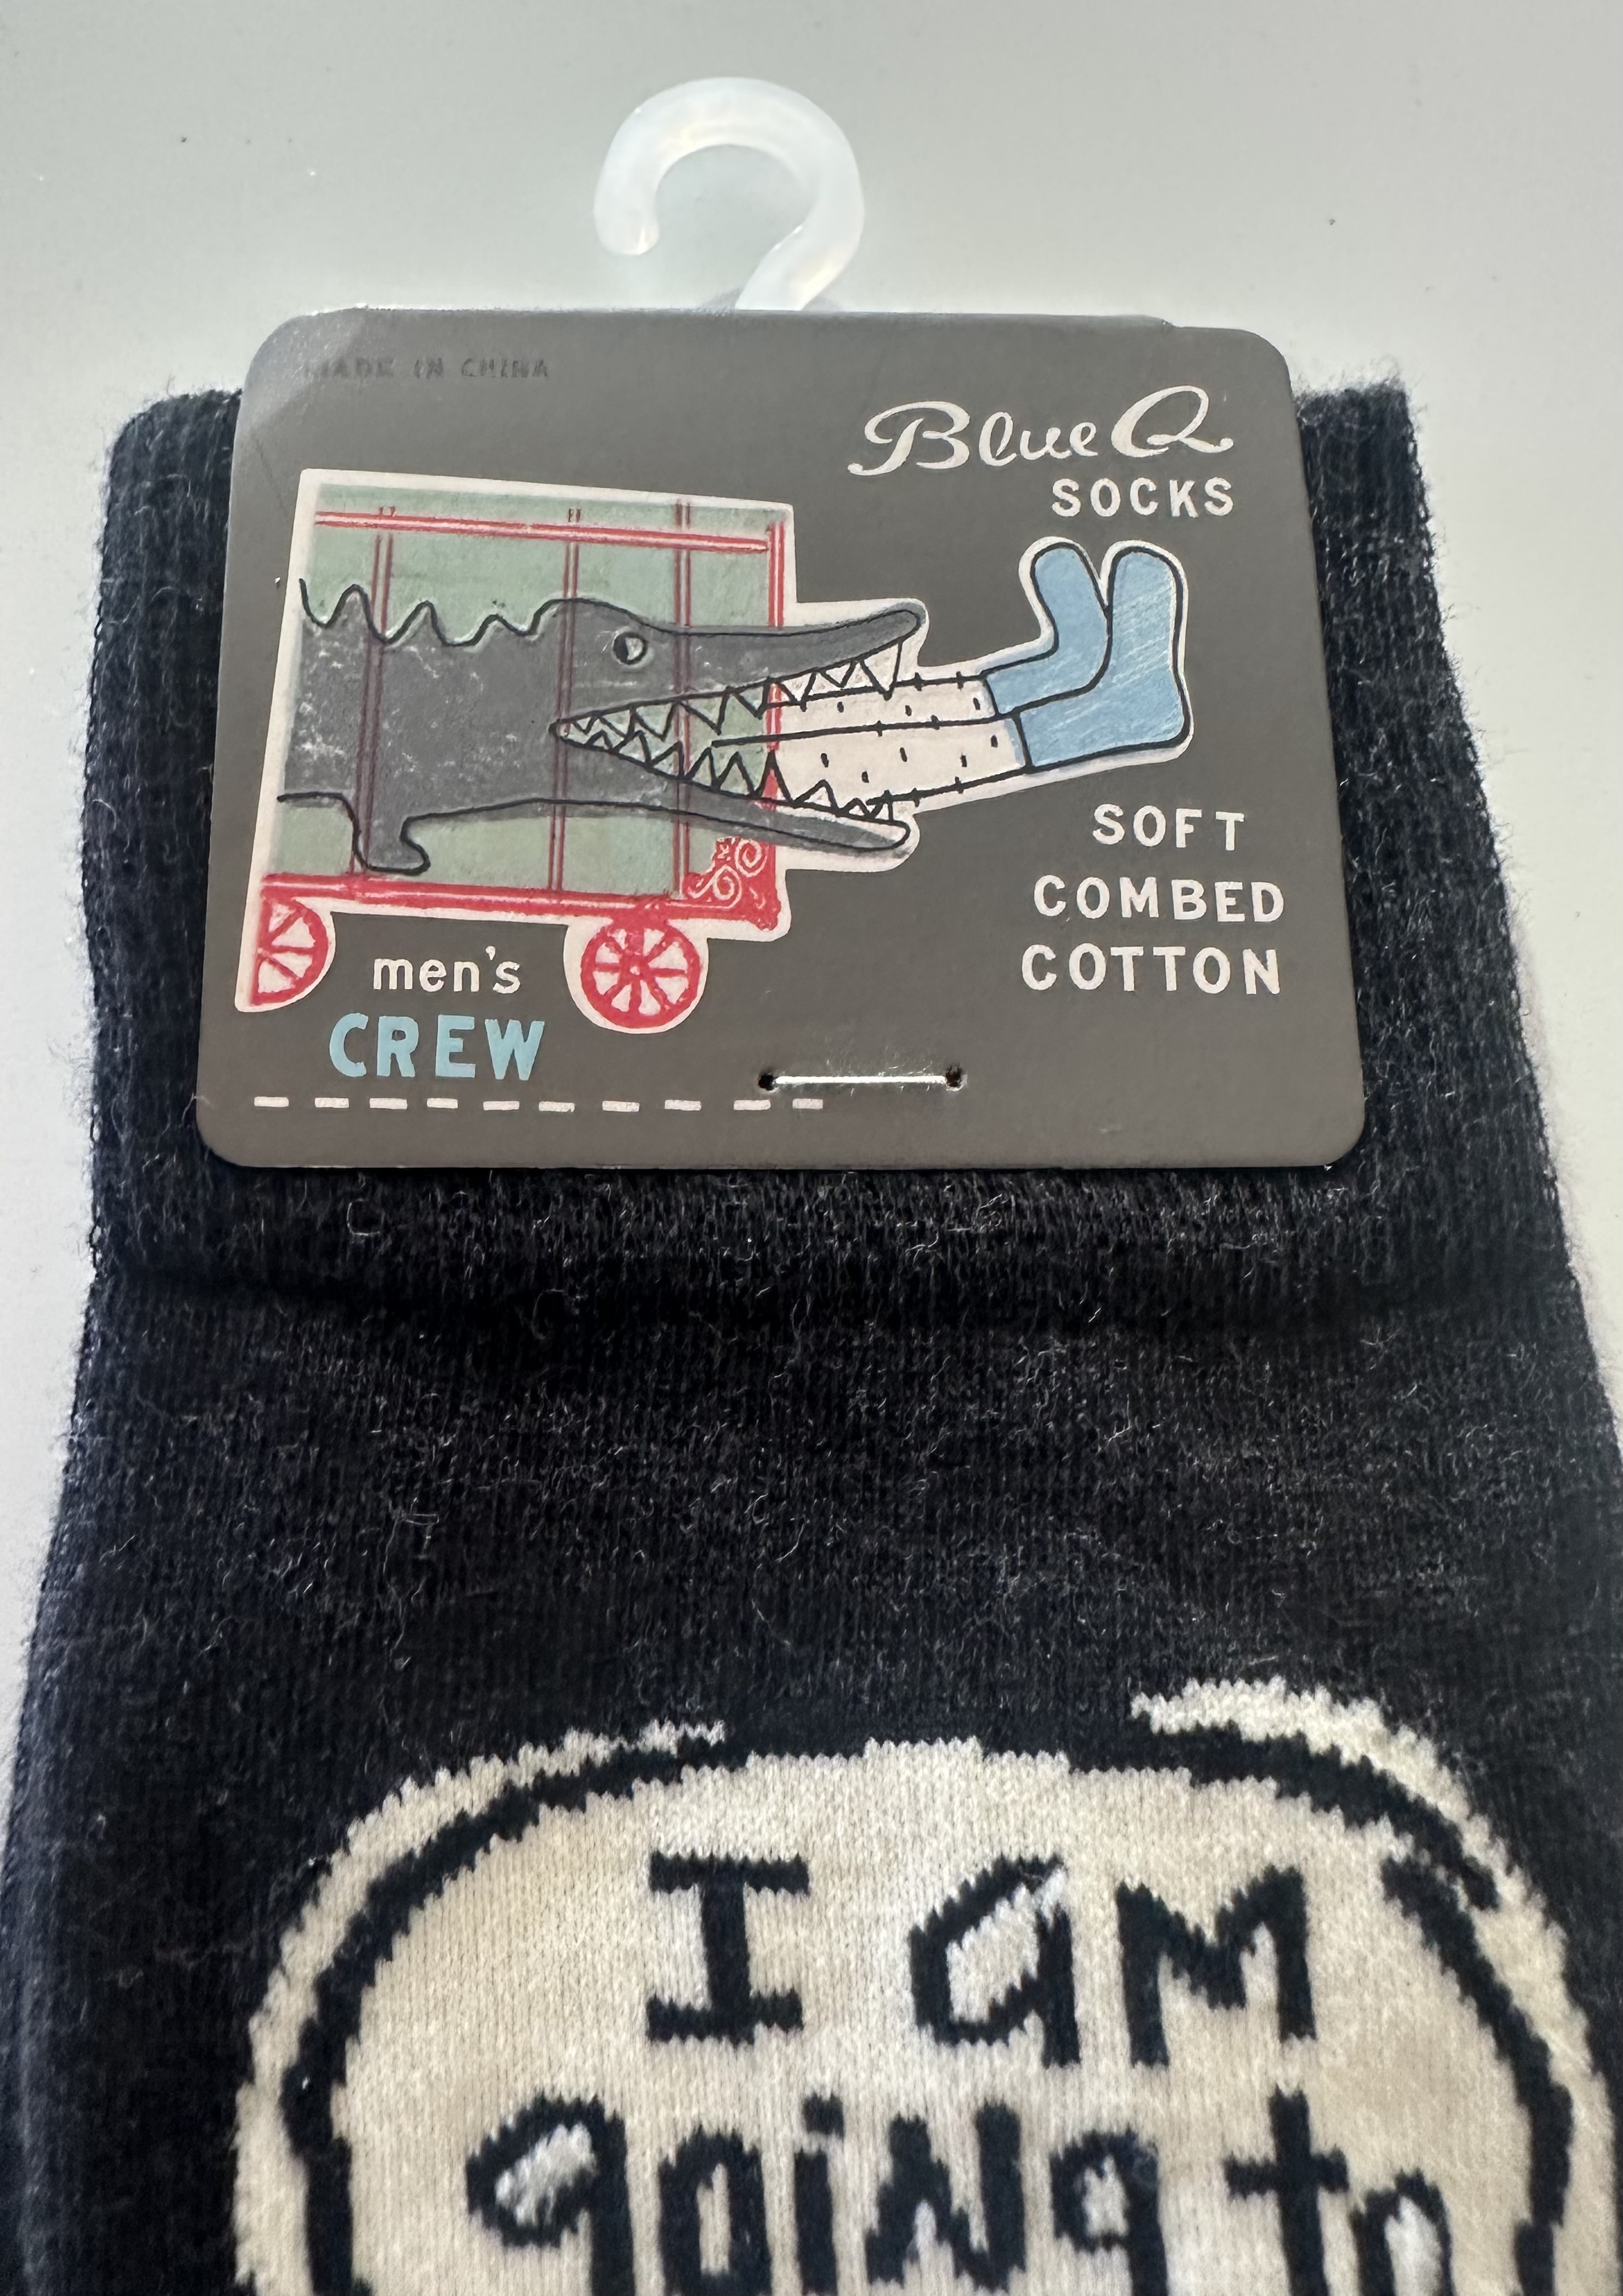 MADE IN CHINA
Blue Q
SOCKS
SOFT
COMBED
COTTON
men's
CREW
I aM
going to